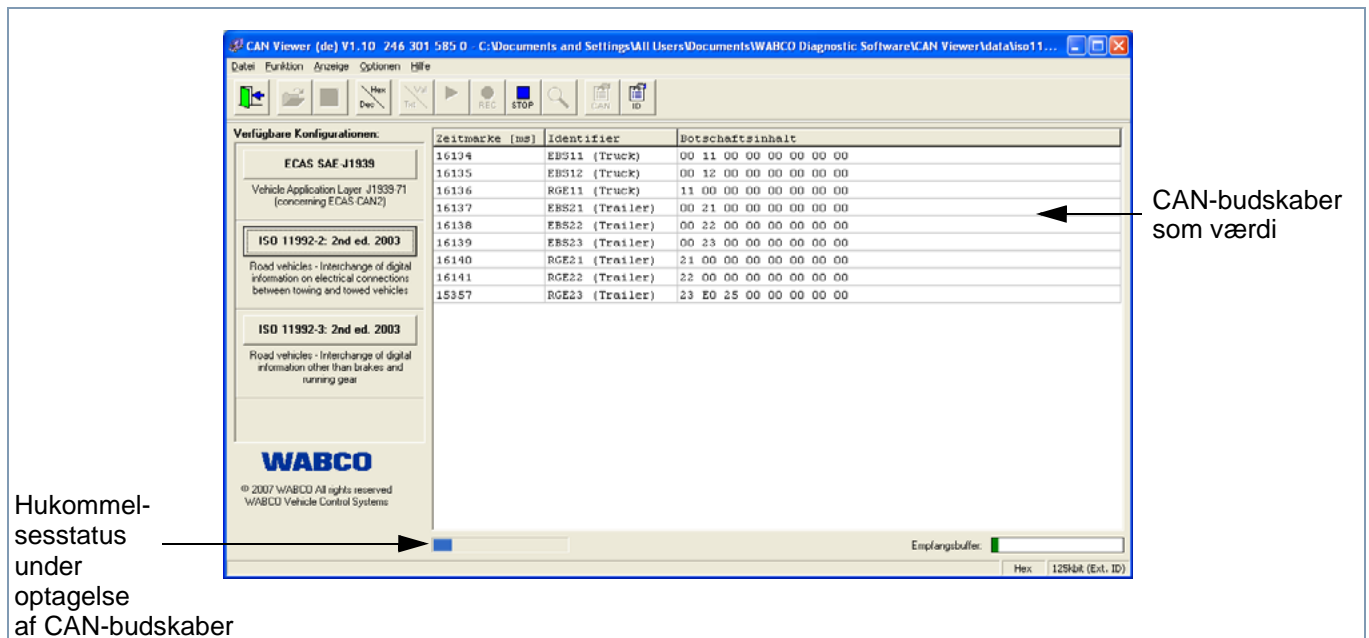 CAN Viewer (de) V1.10 246 301 585 0 - C:\Documents and Settings\All Users\Documents\WABCO Diagnostic Software\CAN Viewer\data\iso11...
Datei Funktion Anzeige Optionen Hilfe
Hex
Dec
Val
Txt
REC
STOP
CAN
ID
Verfügbare Konfigurationen:
ECAS SAE-J1939
Vehicle Application Layer J1939-71
(concerning ECAS-CAN2)
ISO 11992-2: 2nd ed. 2003
Road vehicles - Interchange of digital
information on electrical connections
between towing and towed vehicles
ISO 11992-3: 2nd ed. 2003
Road vehicles - Interchange of digital
information other than brakes and
running gear
WABCO
© 2007 WABCO All rights reserved
WABCO Vehicle Control Systems
Zeitmarke [ms] Identifier Botschaftsinhalt
16134 EBS11 (Truck) 00 11 00 00 00 00 00 00
16135 EBS12 (Truck) 00 12 00 00 00 00 00 00
16136 RGE11 (Truck) 11 00 00 00 00 00 00 00
16137 EBS21 (Trailer) 00 21 00 00 00 00 00 00
16138 EBS22 (Trailer) 00 22 00 00 00 00 00 00
16139 EBS23 (Trailer) 00 23 00 00 00 00 00 00
16140 RGE21 (Trailer) 21 00 00 00 00 00 00 00
16141 RGE22 (Trailer) 22 00 00 00 00 00 00 00
15357 RGE23 (Trailer) 23 E0 25 00 00 00 00 00
Empfangsbuffer:
Hex 125kbit (Ext. ID)
CAN-budskaber
som værdi
Hukommel-
sesstatus
under
optagelse
af CAN-budskaber